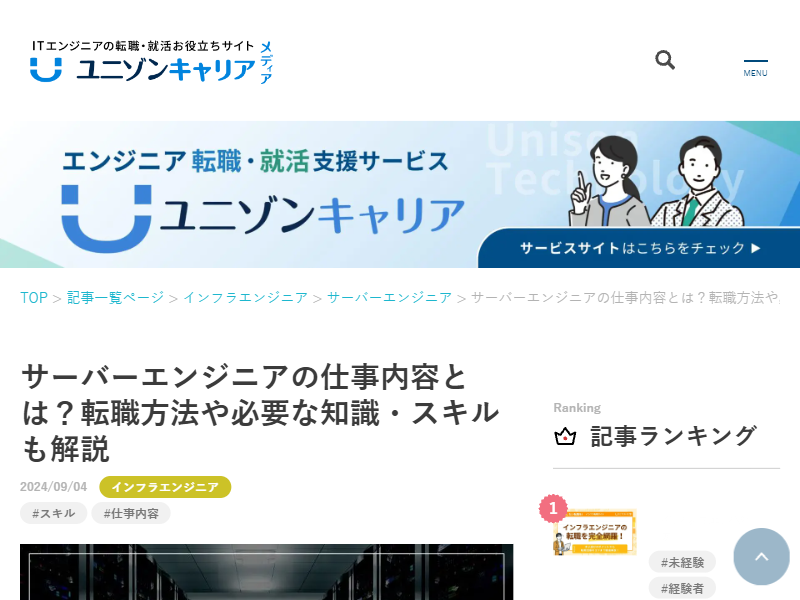 ITエンジニアの転職・就活お役立ちサイト
ユニゾンキャリア
メディア
MENU
Unison
Technology
エンジニア 転職・就活 支援サービス
ユニゾンキャリア
サービスサイトはこちらをチェック ▶
TOP > 記事一覧ページ > インフラエンジニア > サーバーエンジニア > サーバーエンジニアの仕事内容とは？転職方法や
サーバーエンジニアの仕事内容と
は？転職方法や必要な知識・スキル
も解説
2024/09/04 インフラエンジニア
#スキル #仕事内容
Ranking
記事ランキング
1
インフラエンジニアの
転職を完全網羅！
#未経験
#経験者